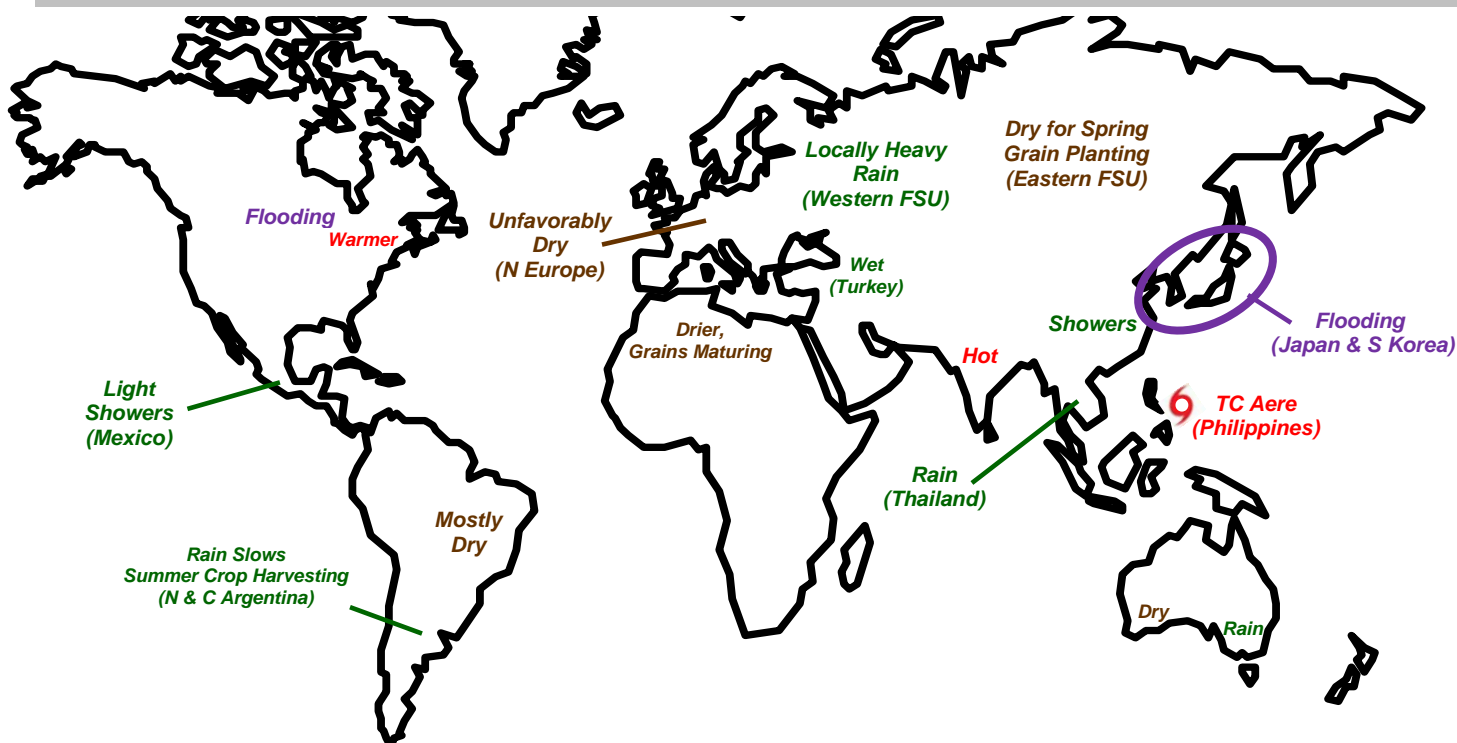 Dry for Spring
Grain Planting
(Eastern FSU)
Locally Heavy
Rain
(Western FSU)
Flooding
Warmer
Unfavorably
Dry
(N Europe)
Wet
(Turkey)
Showers
Flooding
(Japan & S Korea)
Drier,
Grains Maturing
Hot
Light
Showers
(Mexico)
TC Aere
(Philippines)
Rain
(Thailand)
Mostly
Dry
Rain Slows
Summer Crop Harvesting
(N & C Argentina)
Dry
Rain